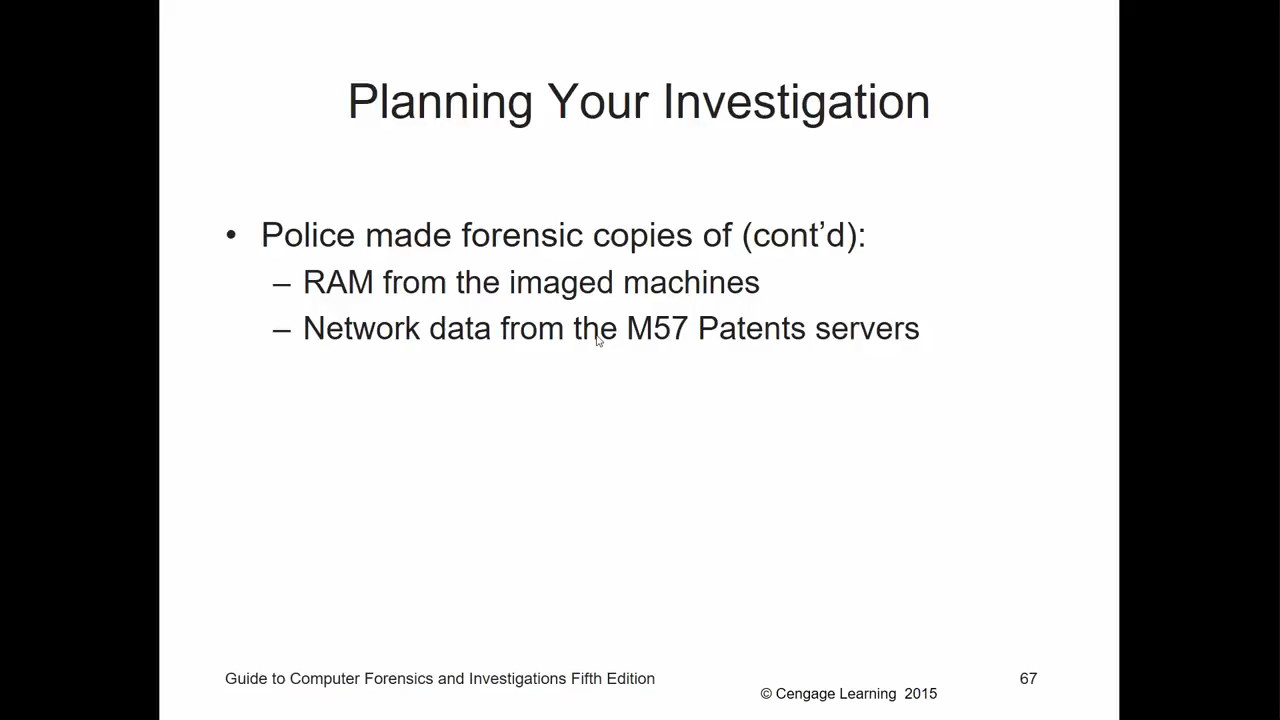 Planning Your Investigation
• Police made forensic copies of (cont’d):
– RAM from the imaged machines
– Network data from the M57 Patents servers
Guide to Computer Forensics and Investigations Fifth Edition
67
© Cengage Learning 2015